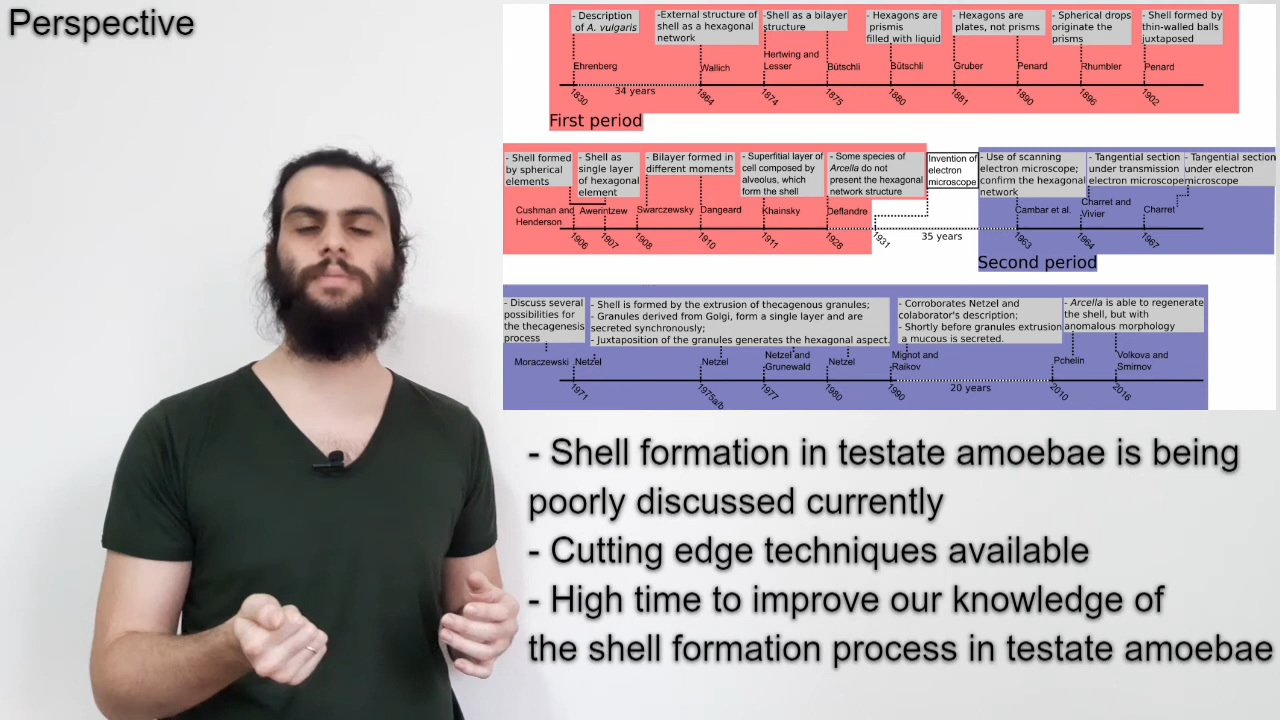 Perspective
- Description
of A. vulgaris
-External structure of
shell as a hexagonal
network
-Shell as a bilayer
structure
- Hexagons are
prismis
filled with liquid
- Hexagons are
plates, not prisms
- Spherical drops
originate the
prisms
- Shell formed by
thin-walled balls
juxtaposed
Ehrenberg
Wallich
Hertwing and
Lesser
Bütschli
Bütschli
Gruber
Penard
Rhumbler
Penard
34 years
1830
1864
1874
1875
1880
1881
1890
1896
1902
First period
- Shell formed
by spherical
elements
- Shell as
single layer
of hexagonal
element
- Bilayer formed in
different moments
- Superfitial layer of
cell composed by
alveolus, which
form the shell
- Some species of
Arcella do not
present the hexagonal
network structure
Invention of
electron
microscope
- Use of scanning
electron microscope;
confirm the hexagonal
network
- Tangential section
under transmission
electron microscope
- Tangential section
under electron
microscope
Cushman and
Henderson
Awerintzew
Swarczewsky
Dangeard
Khainsky
Deflandre
Cambar et al.
Charret and
Vivier
Charret
1906
1907
1908
1910
1911
1928
1931
35 years
1963
1964
1967
Second period
- Discuss several
possibilities for
the thecagenesis
process
- Shell is formed by the extrusion of thecagenous granules;
- Granules derived from Golgi, form a single layer and are
secreted synchronously;
- Juxtaposition of the granules generates the hexagonal aspect.
- Corroborates Netzel and
colaborator's description;
- Shortly before granules extrusion
a mucous is secreted.
- Arcella is able to regenerate
the shell, but with
anomalous morphology
Moraczewski
Netzel
Netzel
Netzel and
Grunewald
Netzel
Mignot and
Raikov
Pchelin
Volkova and
Smirnov
1971
1975a/b
1977
1980
1990
20 years
2010
2016
- Shell formation in testate amoebae is being
poorly discussed currently
- Cutting edge techniques available
- High time to improve our knowledge of
the shell formation process in testate amoebae